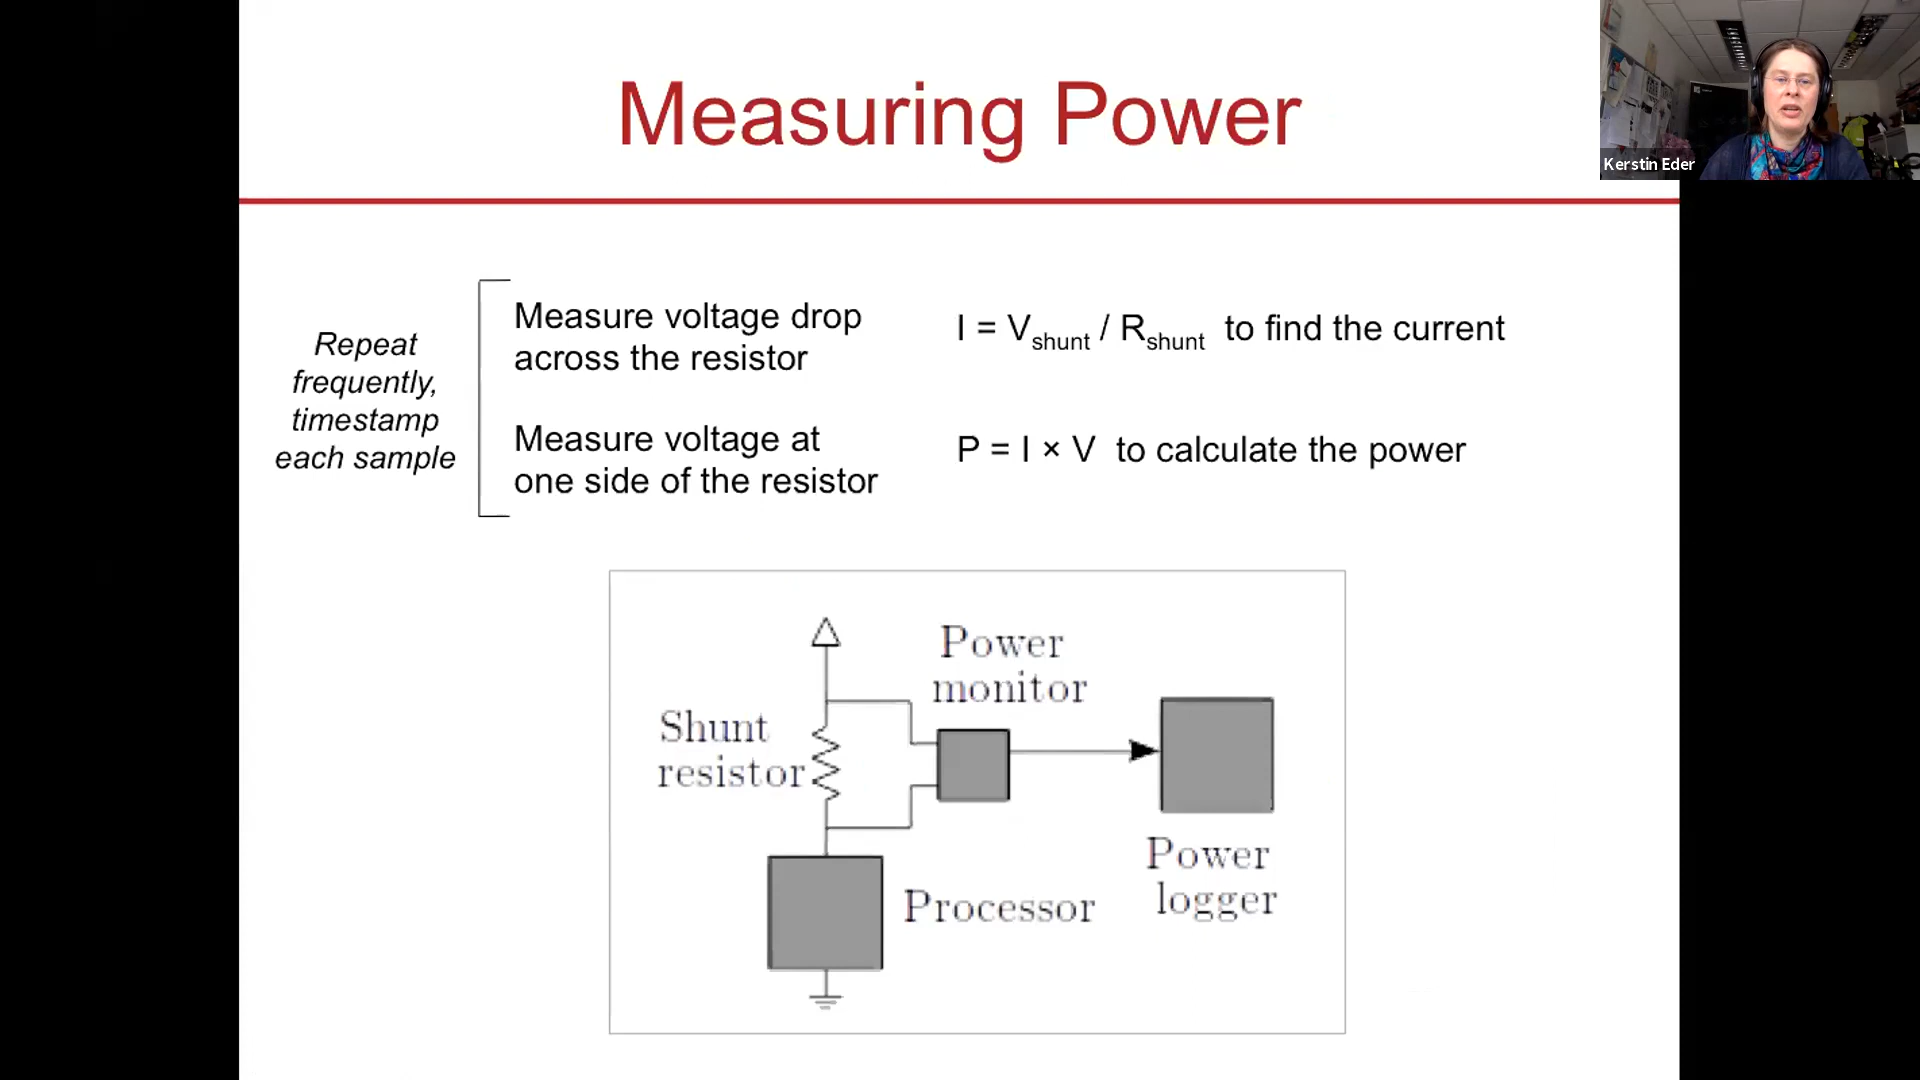 Measuring Power
Kerstin Eder
Repeat
frequently,
timestamp
each sample
Measure voltage drop
across the resistor
I = Vshunt / Rshunt to find the current
Measure voltage at
one side of the resistor
P = I × V to calculate the power
Power
monitor
Shunt
resistor
Processor
Power
logger